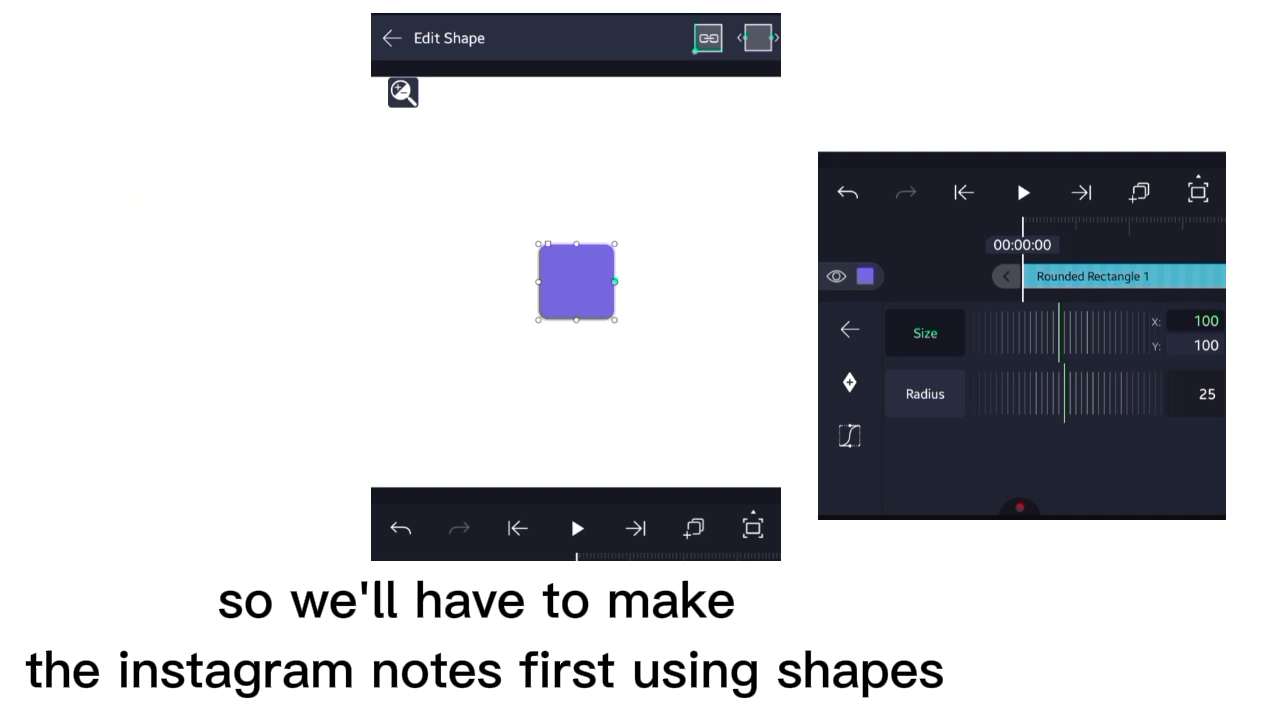 Edit Shape
00:00:00
Rounded Rectangle 1
Size
X: 100
Y: 100
Radius
25
so we'll have to make
the instagram notes first using shapes